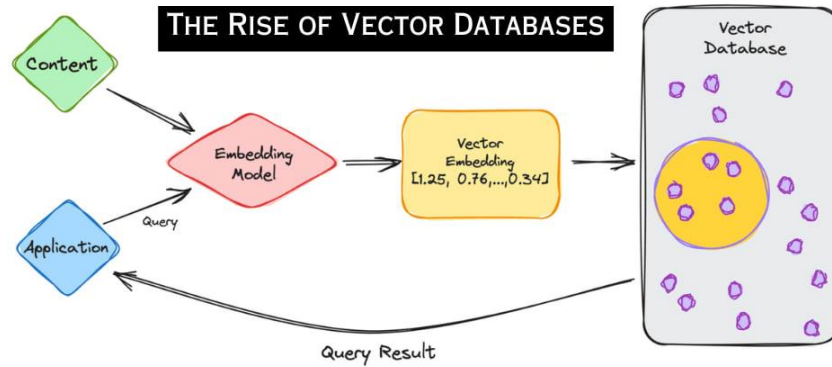 THE RISE OF VECTOR DATABASES
Content
Vector
Database
Embedding
Model
Vector
Embedding
[1.25, 0.76,...,0.34]
Query
Application
Query Result